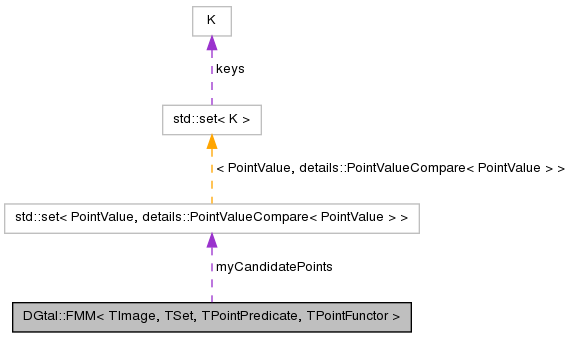 K
keys
std::set< K >
< PointValue, details::PointValueCompare< PointValue > >
std::set< PointValue, details::PointValueCompare< PointValue > >
myCandidatePoints
DGtal::FMM< TImage, TSet, TPointPredicate, TPointFunctor >